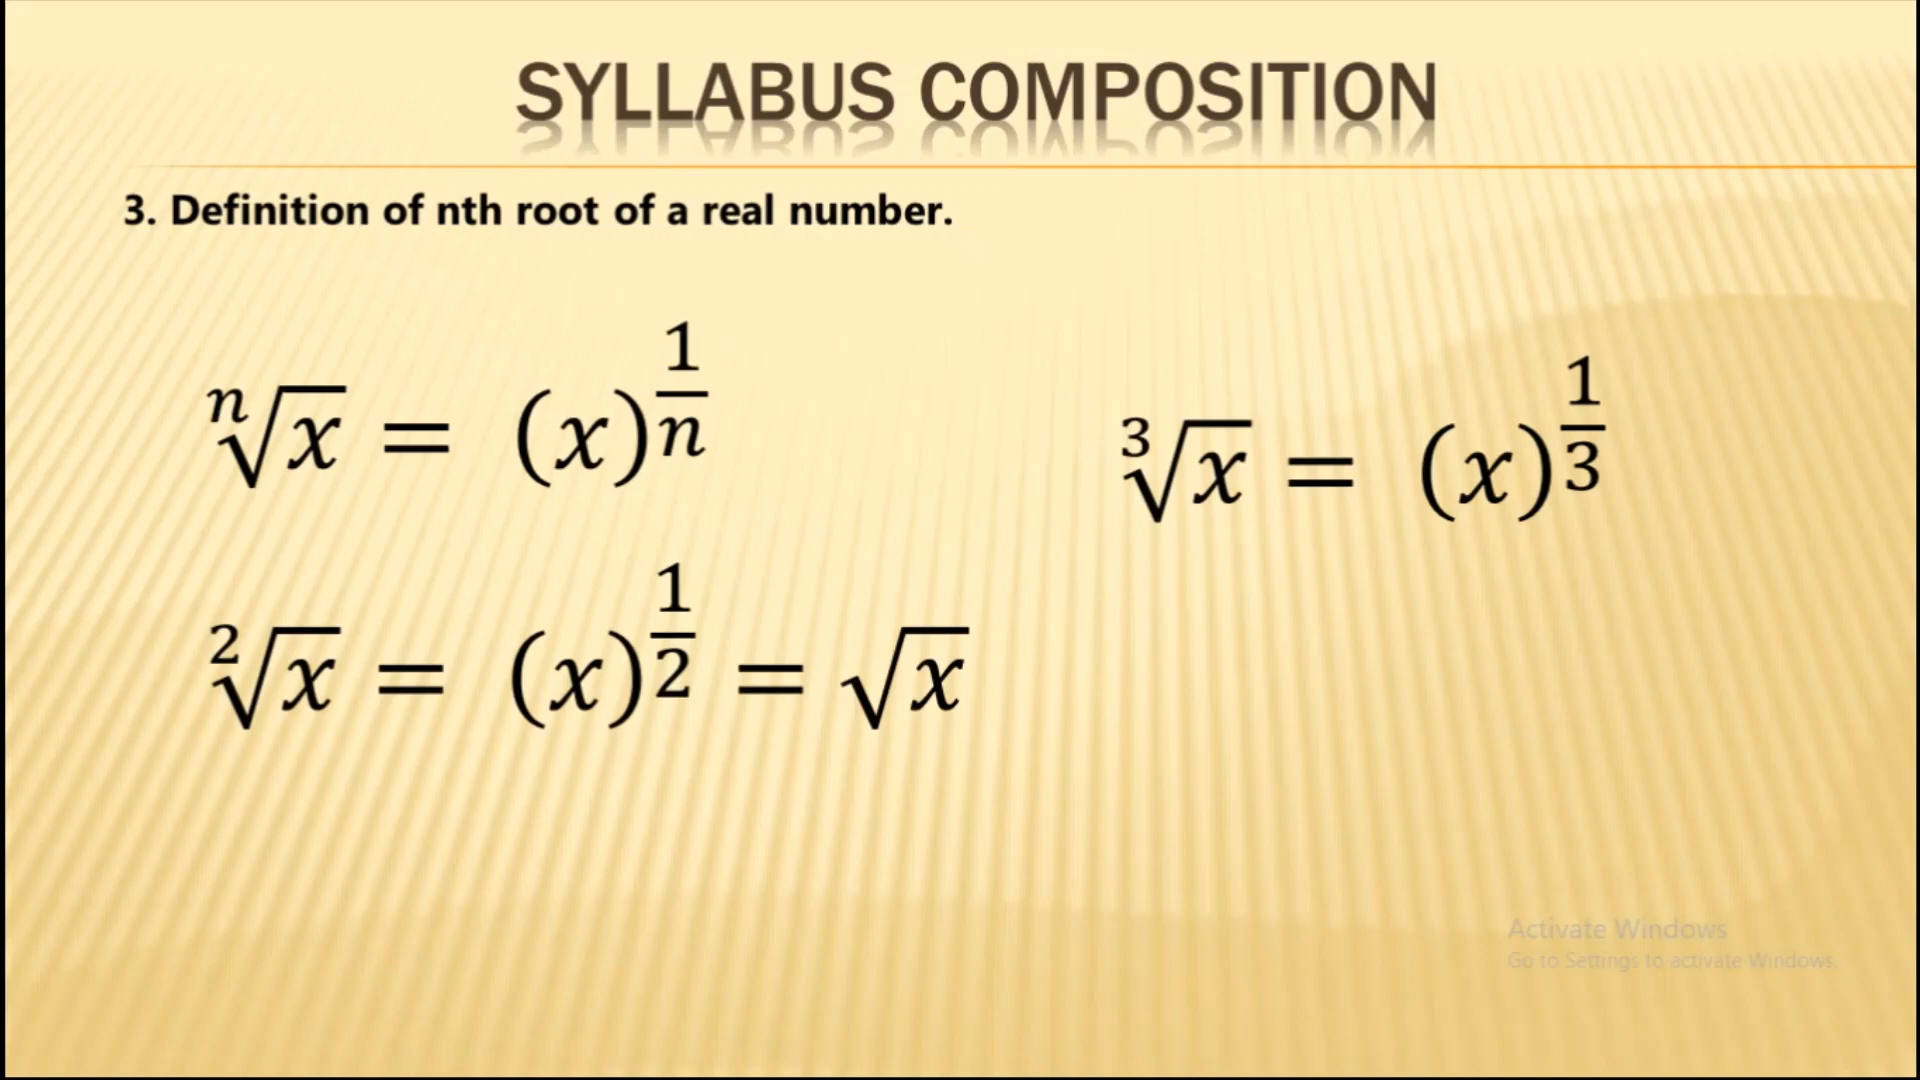 SYLLABUS COMPOSITION
3. Definition of nth root of a real number.
ⁿ√x = (x)^(1/n)
³√x = (x)^(1/3)
²√x = (x)^(1/2) = √x
Activate Windows
Go to Settings to activate Windows.